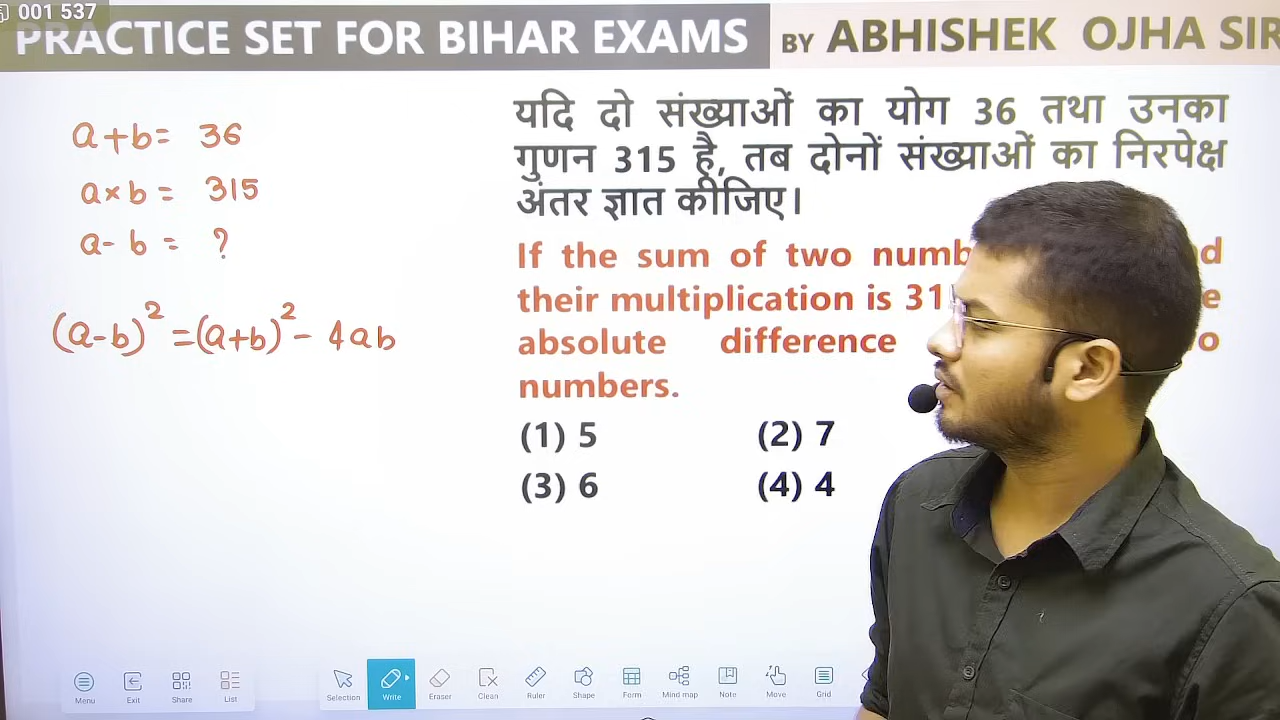 001 537
PRACTICE SET FOR BIHAR EXAMS BY ABHISHEK OJHA SIR
a+b= 36
a×b= 315
a-b = ?
(a-b)² =(a+b)² - 4ab
यदि दो संख्याओं का योग 36 तथा उनका
गुणन 315 है, तब दोनों संख्याओं का निरपेक्ष
अंतर ज्ञात कीजिए।
If the sum of two numb d
their multiplication is 31 e
absolute difference o
numbers.
(1) 5 (2) 7
(3) 6 (4) 4
Menu Exit Share List Selection Write Eraser Clean Ruler Shape Form Mind map Note Move Grid